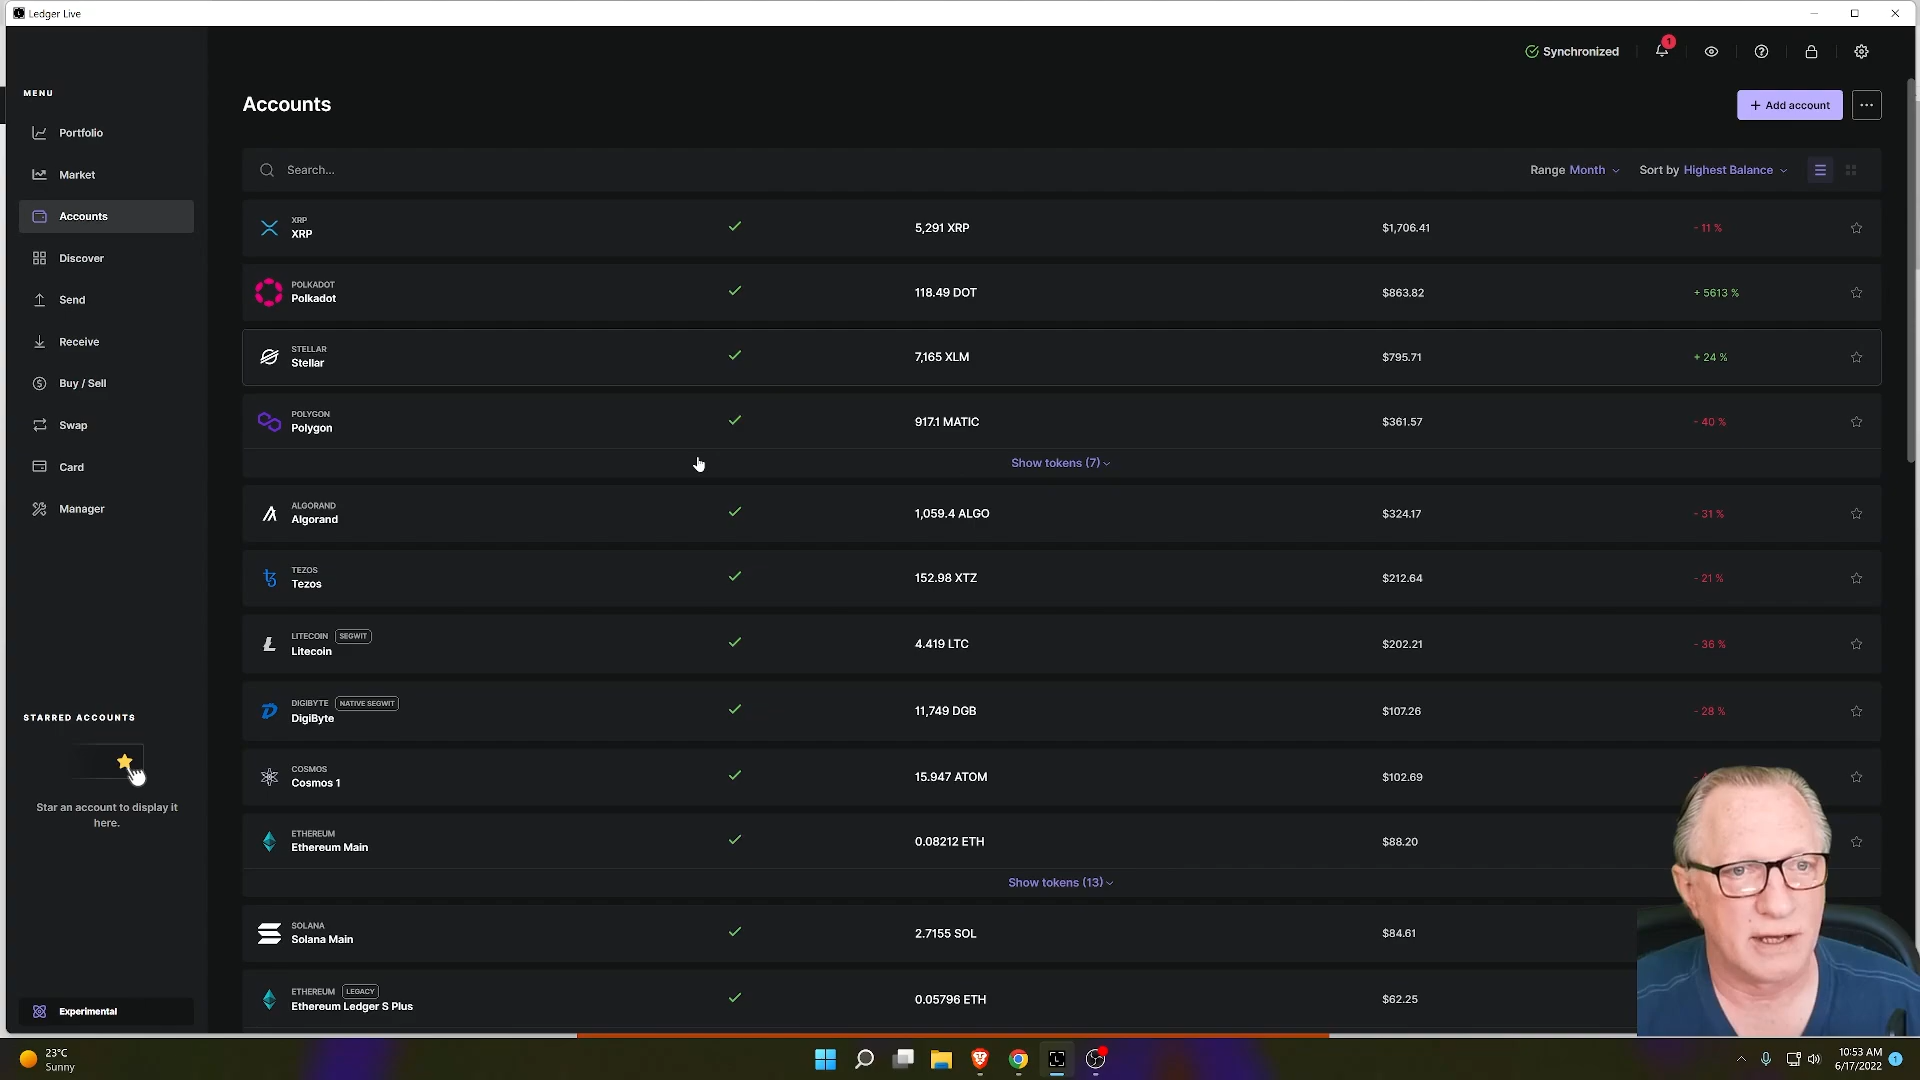 Ledger Live
Synchronized
1
MENU
Portfolio
Market
Accounts
Discover
Send
Receive
Buy / Sell
Swap
Card
Manager
STARRED ACCOUNTS
Star an account to display it
here.
Experimental
Accounts
+ Add account
Search...
Range Month
Sort by Highest Balance
XRP
XRP
5,291 XRP
$1,706.41
- 11 %
POLKADOT
Polkadot
118.49 DOT
$863.82
+ 5613 %
STELLAR
Stellar
7,165 XLM
$795.71
+ 24 %
POLYGON
Polygon
917.1 MATIC
$361.57
- 40 %
Show tokens (7)
ALGORAND
Algorand
1,059.4 ALGO
$324.17
- 31 %
TEZOS
Tezos
152.98 XTZ
$212.64
- 21 %
LITECOIN SEGWIT
Litecoin
4.419 LTC
$202.21
- 36 %
DIGIBYTE NATIVE SEGWIT
DigiByte
11,749 DGB
$107.26
- 28 %
COSMOS
Cosmos 1
15.947 ATOM
$102.69
ETHEREUM
Ethereum Main
0.08212 ETH
$88.20
Show tokens (13)
SOLANA
Solana Main
2.7155 SOL
$84.61
ETHEREUM LEGACY
Ethereum Ledger S Plus
0.05796 ETH
$62.25
23°C
Sunny
10:53 AM
6/17/2022
1